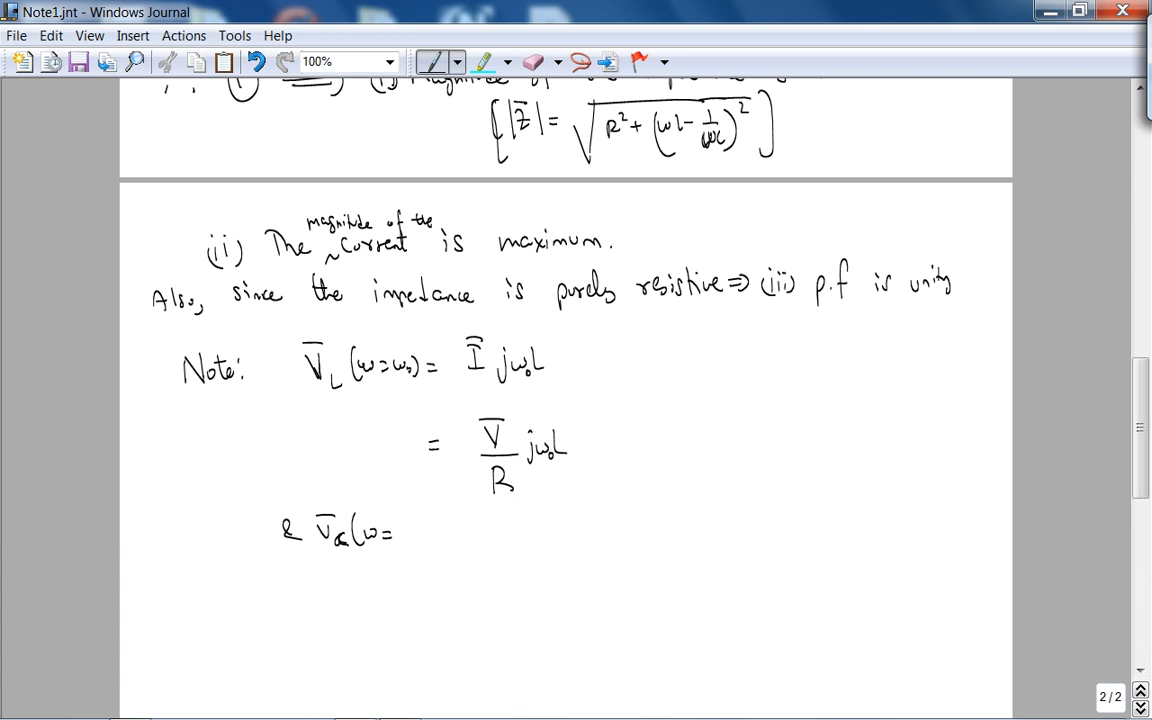 Note1.jnt - Windows Journal
File Edit View Insert Actions Tools Help
100%
[|Z̄| = √(R² + (ωL - 1/ωC)²)]
(ii) The magnitude of the current is maximum.
Also, since the impedance is purely resistive ⇒ (iii) p.f is unity
Note: V̄_L (ω=ω₀) = Ī jω₀L
= V̄/R jω₀L
& V̄_C (ω=
2 / 2